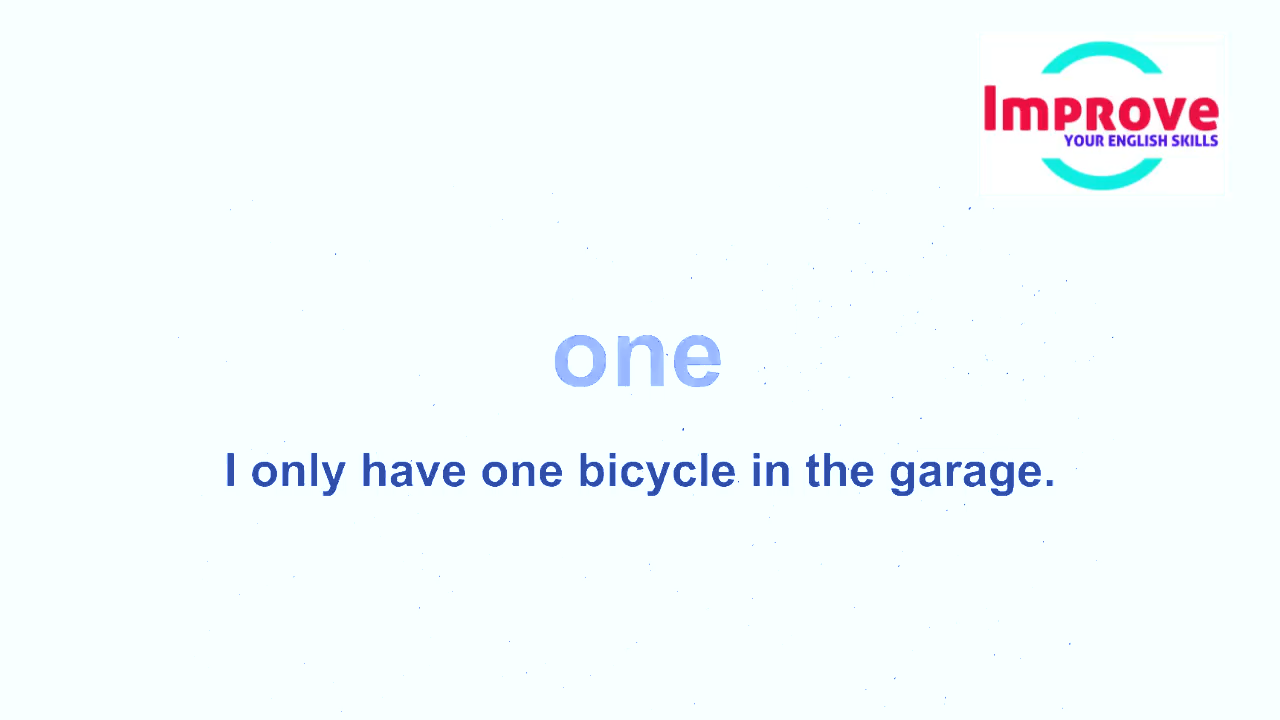 Improve
YOUR ENGLISH SKILLS
one
I only have one bicycle in the garage.